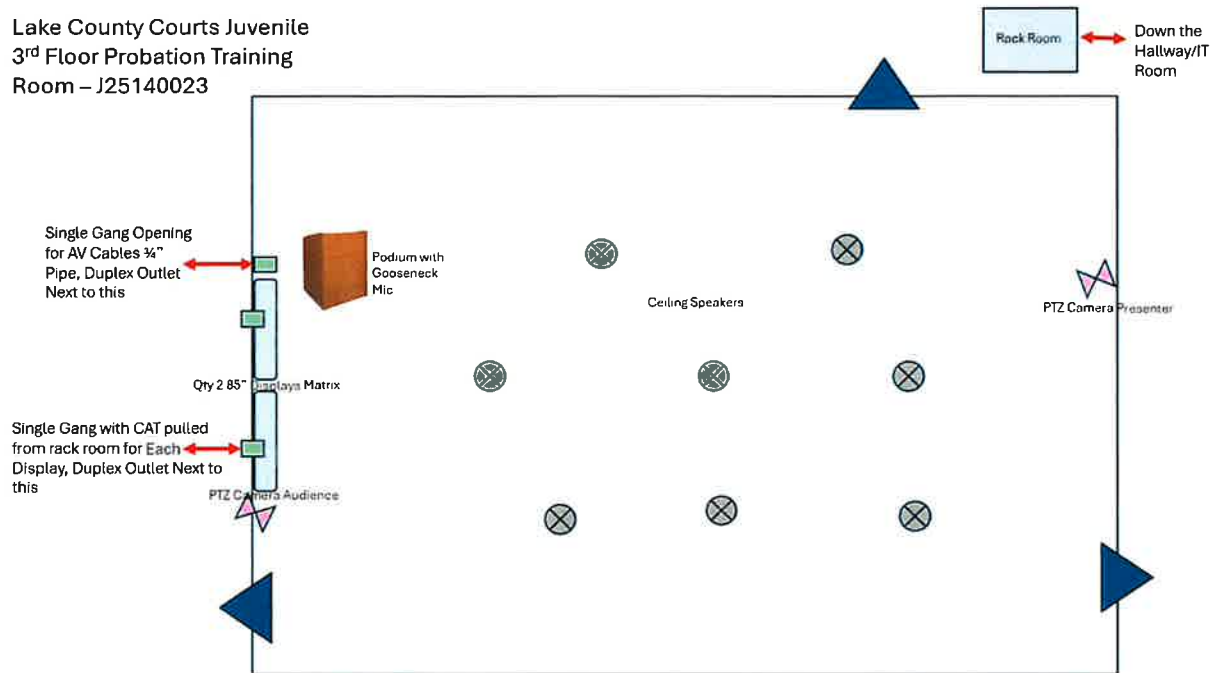 Lake County Courts Juvenile
3rd Floor Probation Training
Room – J25140023
Rack Room
Down the
Hallway/IT
Room
Single Gang Opening
for AV Cables ¾"
Pipe, Duplex Outlet
Next to this
Podium with
Gooseneck
Mic
Ceiling Speakers
PTZ Camera Presenter
Qty 2 85" Displays Matrix
Single Gang with CAT pulled
from rack room for Each
Display, Duplex Outlet Next to
this
PTZ Camera Audience